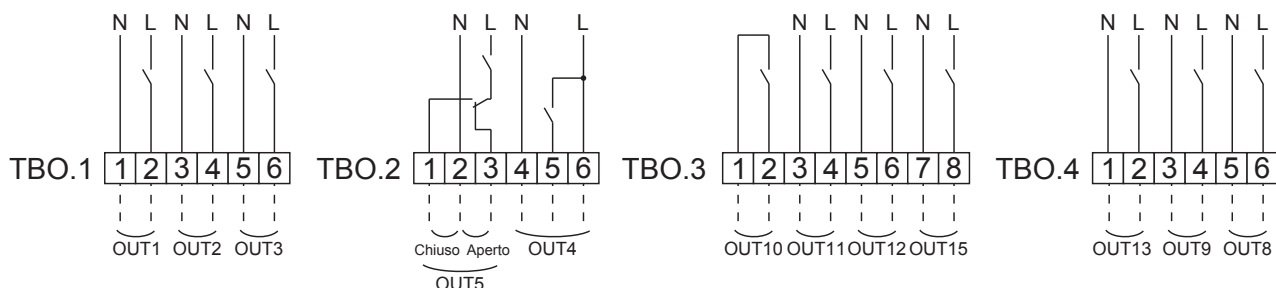 N L N L N L
N L N L
N L N L N L
N L N L N L
TBO.1 1 2 3 4 5 6
TBO.2 1 2 3 4 5 6
TBO.3 1 2 3 4 5 6 7 8
TBO.4 1 2 3 4 5 6
OUT1 OUT2 OUT3
Chiuso Aperto OUT4
OUT5
OUT10 OUT11 OUT12 OUT15
OUT13 OUT9 OUT8